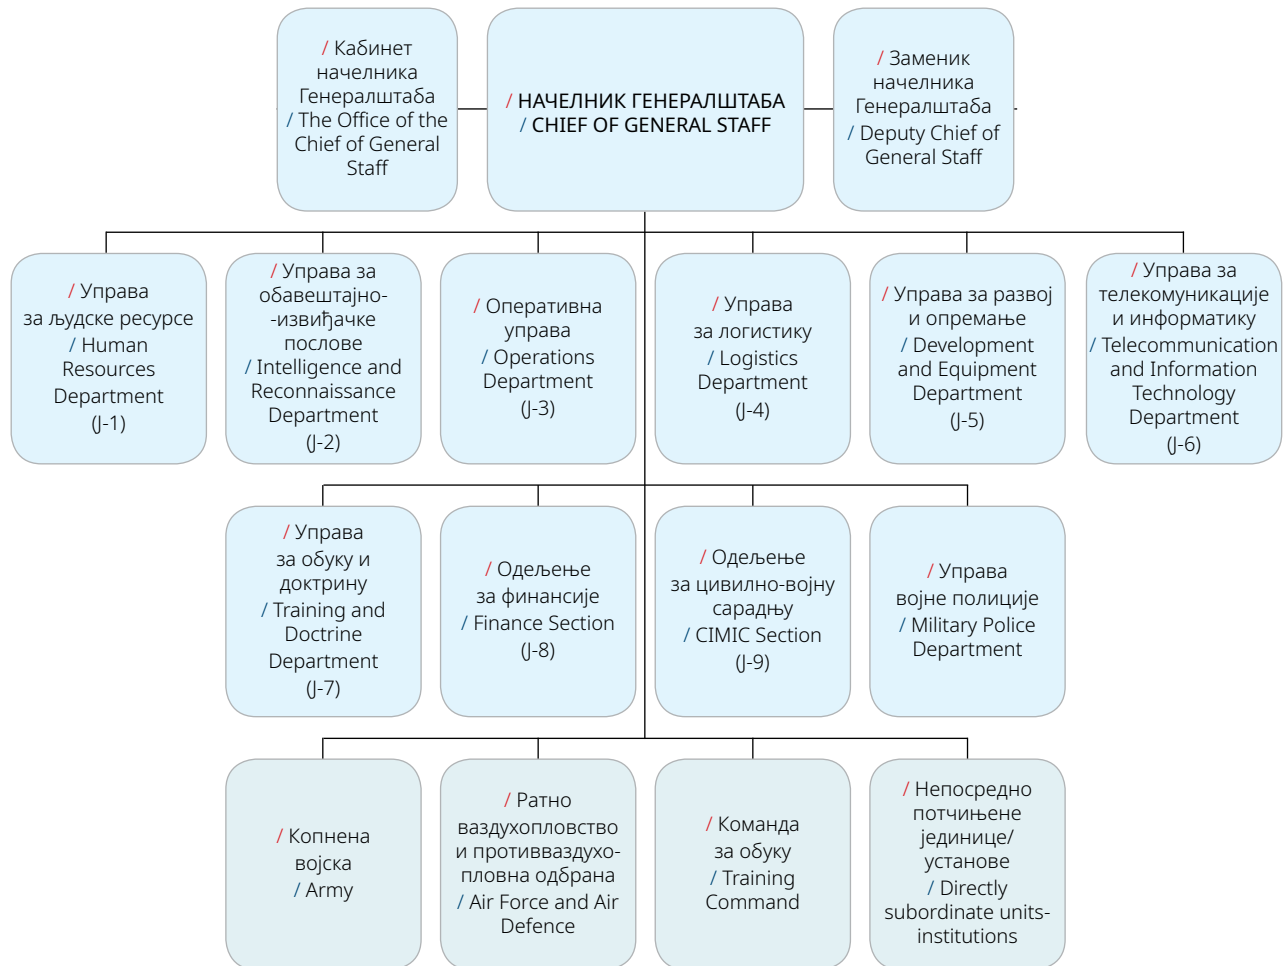 / Кабинет
начелника
Генералштаба
/ The Office of the
Chief of General
Staff
/ НАЧЕЛНИК ГЕНЕРАЛШТАБА
/ CHIEF OF GENERAL STAFF
/ Заменик
начелника
Генералштаба
/ Deputy Chief of
General Staff
/ Управа
за људске ресурсе
/ Human
Resources
Department
(J-1)
/ Управа за
обавештајно-
-извиђачке
послове
/ Intelligence and
Reconnaissance
Department
(J-2)
/ Оперативна
управа
/ Operations
Department
(J-3)
/ Управа
за логистику
/ Logistics
Department
(J-4)
/ Управа за развој
и опремање
/ Development
and Equipment
Department
(J-5)
/ Управа за
телекомуникације
и информатику
/ Telecommunication
and Information
Technology
Department
(J-6)
/ Управа
за обуку и
доктрину
/ Training and
Doctrine
Department
(J-7)
/ Одељење
за финансије
/ Finance Section
(J-8)
/ Одељење
за цивилно-војну
сарадњу
/ CIMIC Section
(J-9)
/ Управа
војне полиције
/ Military Police
Department
/ Копнена
војска
/ Army
/ Ратно
ваздухопловство
и противваздухо-
пловна одбрана
/ Air Force and Air
Defence
/ Команда
за обуку
/ Training
Command
/ Непосредно
потчињене
јединице/
установе
/ Directly
subordinate units-
institutions